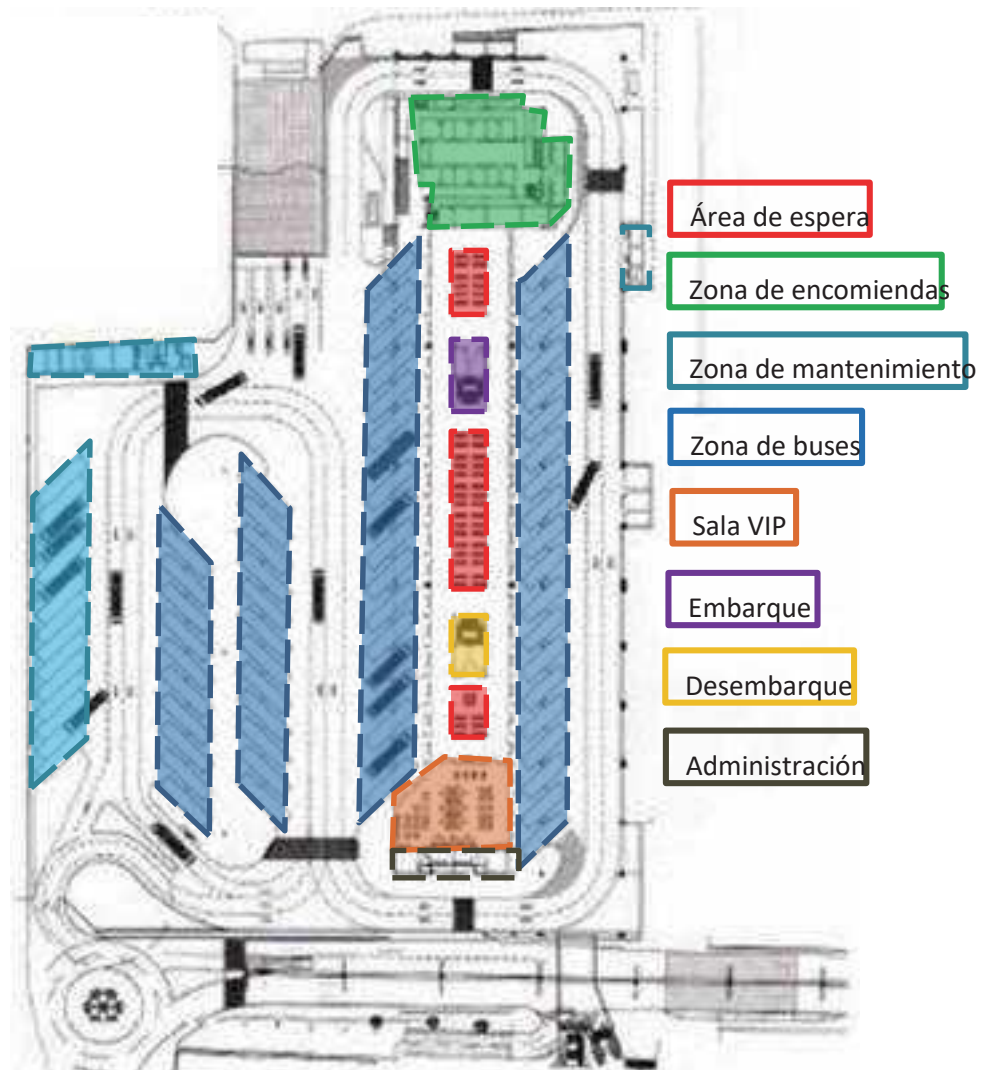 Área de espera
Zona de encomiendas
Zona de mantenimiento
Zona de buses
Sala VIP
Embarque
Desembarque
Administración